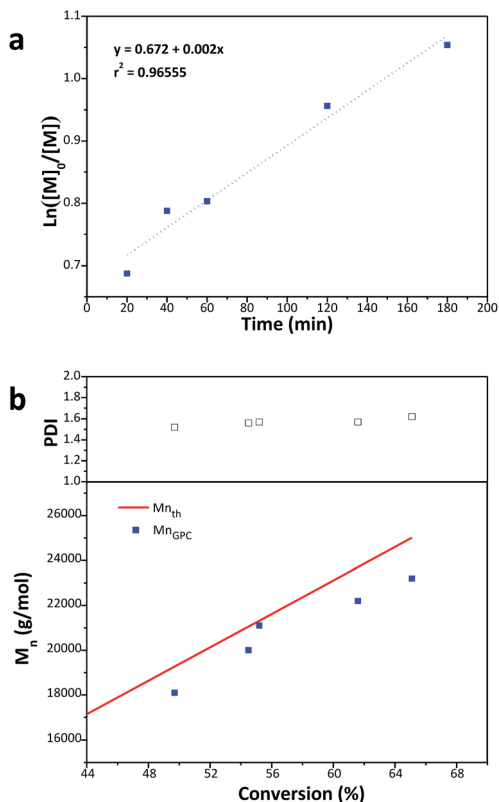 a
y = 0.672 + 0.002x
r² = 0.96555
Ln([M]₀/[M])
1.1
1.0
0.9
0.8
0.7
0 20 40 60 80 100 120 140 160 180 200
Time (min)
b
PDI
2.0
1.8
1.6
1.4
1.2
1.0
Mnth
MnGPC
Mn (g/mol)
26000
24000
22000
20000
18000
16000
44 48 52 56 60 64 68
Conversion (%)